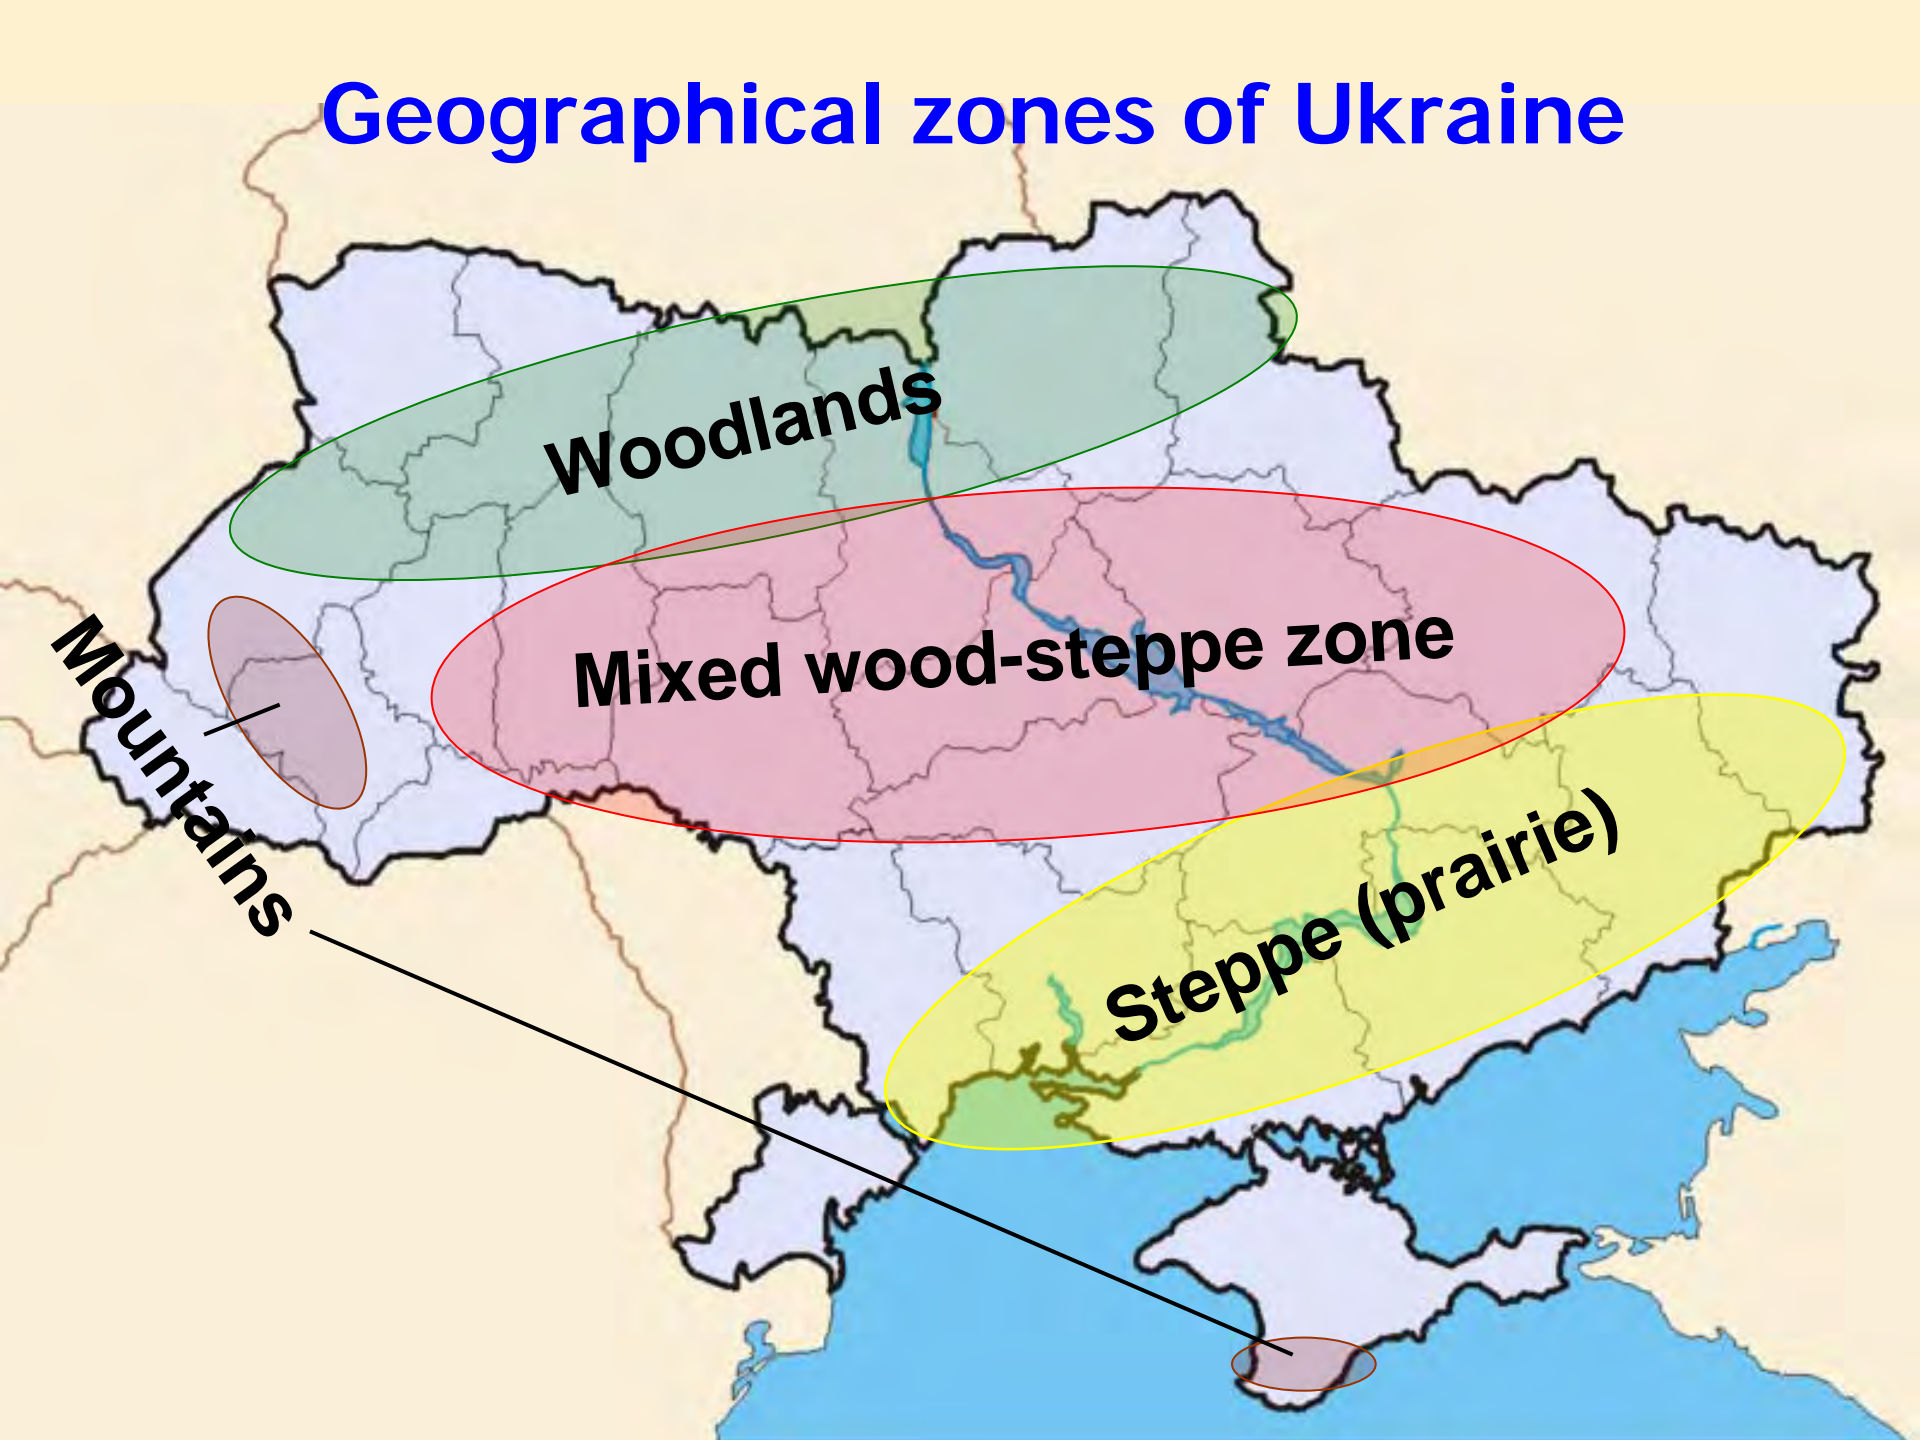 Geographical zones of Ukraine
Woodlands
Mixed wood-steppe zone
Mountains
Steppe (prairie)